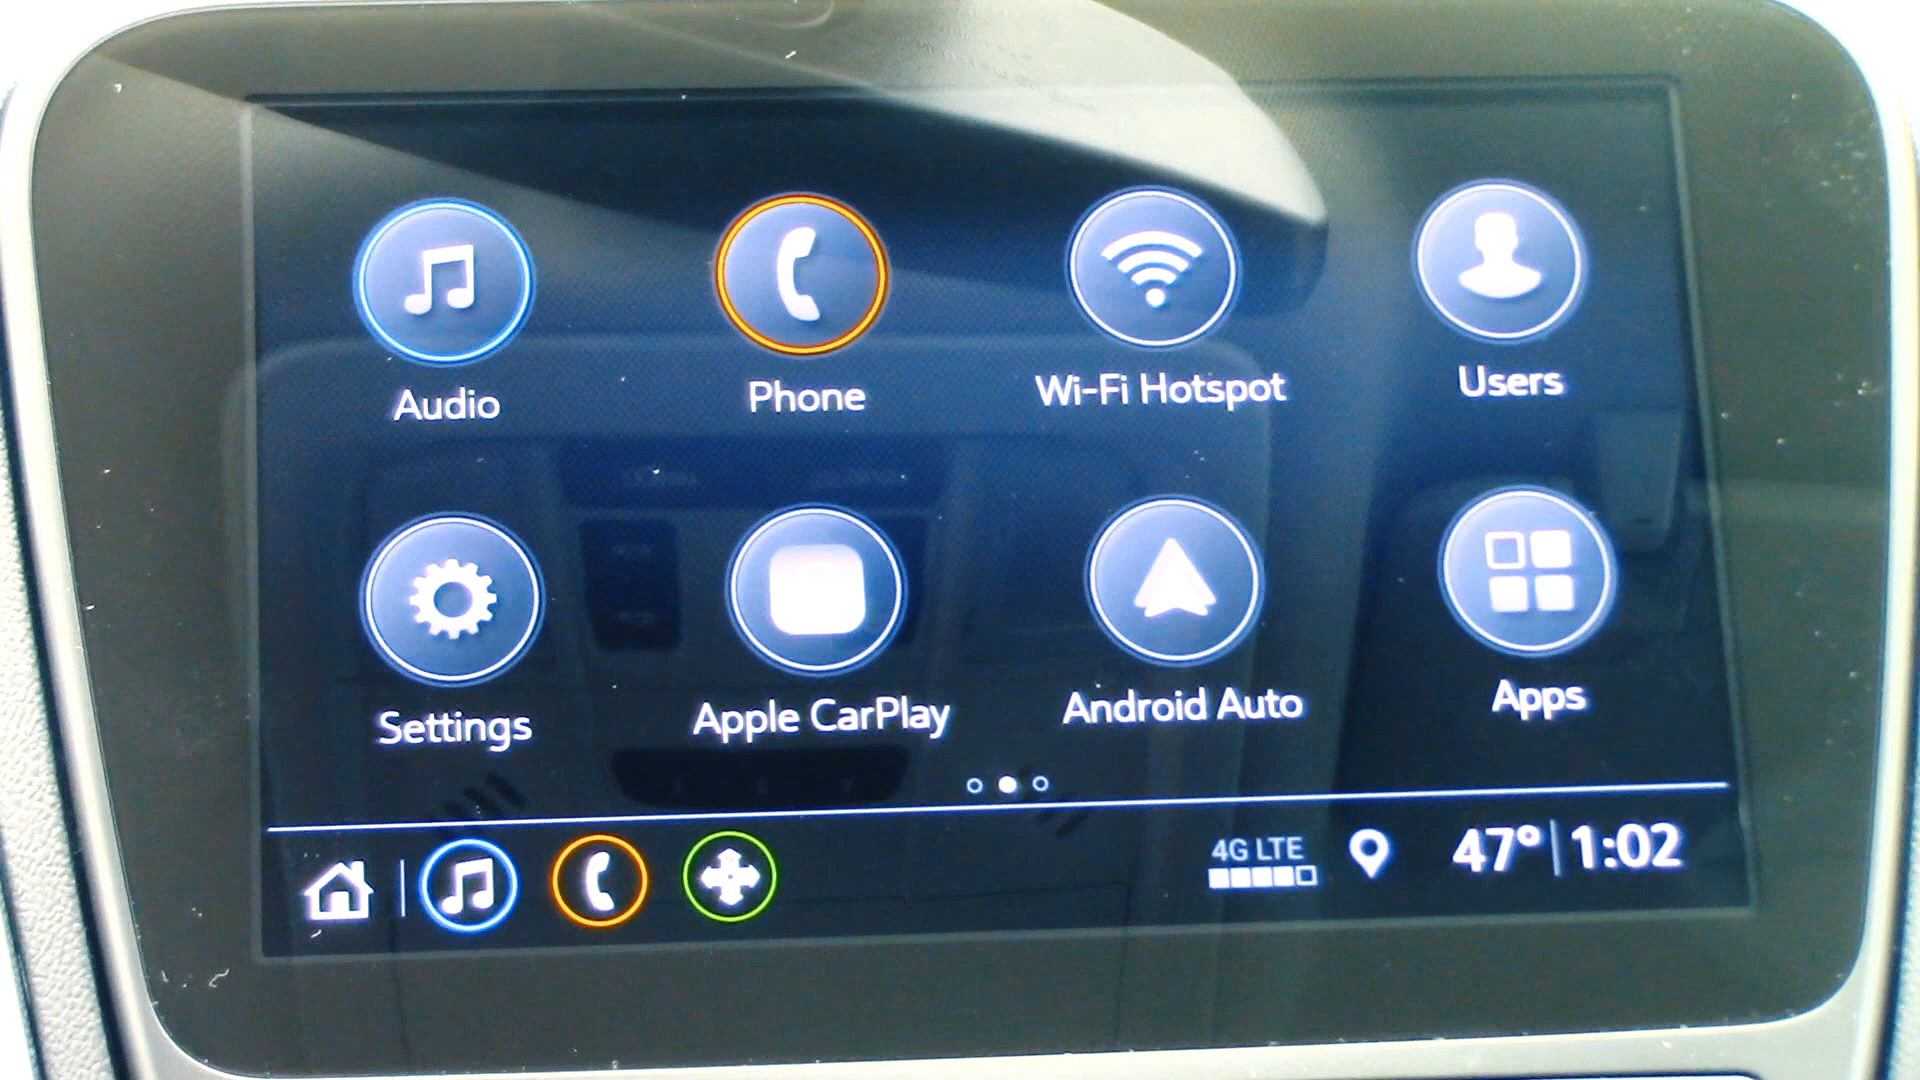 Audio
Phone
Wi-Fi Hotspot
Users
Settings
Apple CarPlay
Android Auto
Apps
4G LTE
47° 1:02